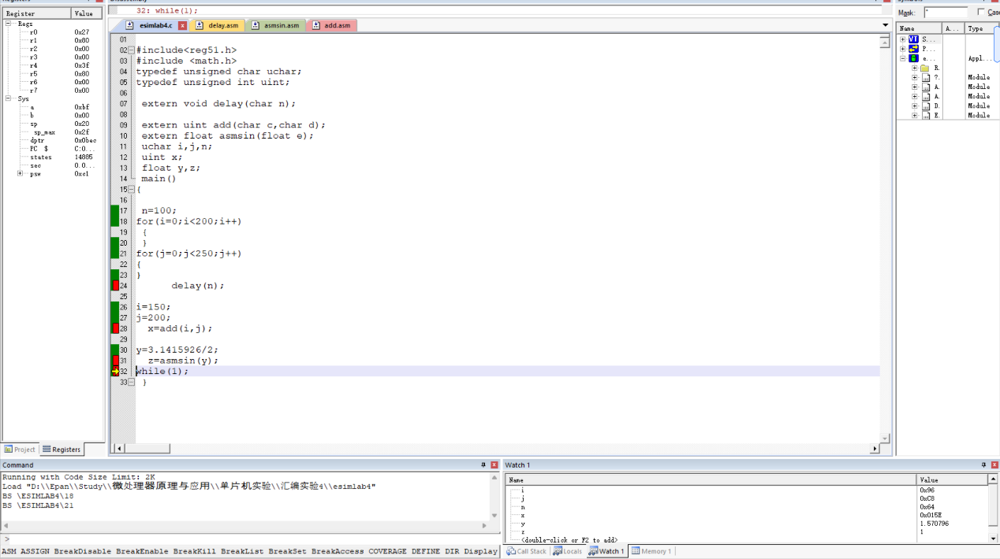 Registers
Register Value
Regs
r0 0x27
r1 0x80
r2 0x00
r3 0x00
r4 0x3f
r5 0x80
r6 0x00
r7 0x00
Sys
a 0xbf
b 0x00
sp 0x20
sp_max 0x2f
dptr 0x0bec
PC $ C:0...
states 14885
sec 0.0...
psw 0xc1
Project Registers
Disassembly
32: while(1);
esimlab4.c delay.asm asmsin.asm add.asm
01
02 #include<reg51.h>
03 #include <math.h>
04 typedef unsigned char uchar;
05 typedef unsigned int uint;
06
07 extern void delay(char n);
08
09 extern uint add(char c,char d);
10 extern float asmsin(float e);
11 uchar i,j,n;
12 uint x;
13 float y,z;
14 main()
15 {
16
17 n=100;
18 for(i=0;i<200;i++)
19 {
20 }
21 for(j=0;j<250;j++)
22 {
23 }
24 delay(n);
25
26 i=150;
27 j=200;
28 x=add(i,j);
29
30 y=3.1415926/2;
31 z=asmsin(y);
32 while(1);
33 }
Symbols
Mask: * Case
Name A... Type
S...
P...
e... Appl...
R.
?. Module
A. Module
A. Module
D. Module
E. Module
Command
Running with Code Size Limit: 2K
Load "D:\\Epan\\Study\\微处理器原理与应用\\单片机实验\\汇编实验4\\esimlab4"
BS \ESIMLAB4\18
BS \ESIMLAB4\21
>
ASM ASSIGN BreakDisable BreakEnable BreakKill BreakList BreakSet BreakAccess COVERAGE DEFINE DIR Display
Watch 1
Name Value
i 0x96
j 0xC8
n 0x64
x 0x015E
y 1.570796
z 1
<double-click or F2 to add>
Call Stack Locals Watch 1 Memory 1